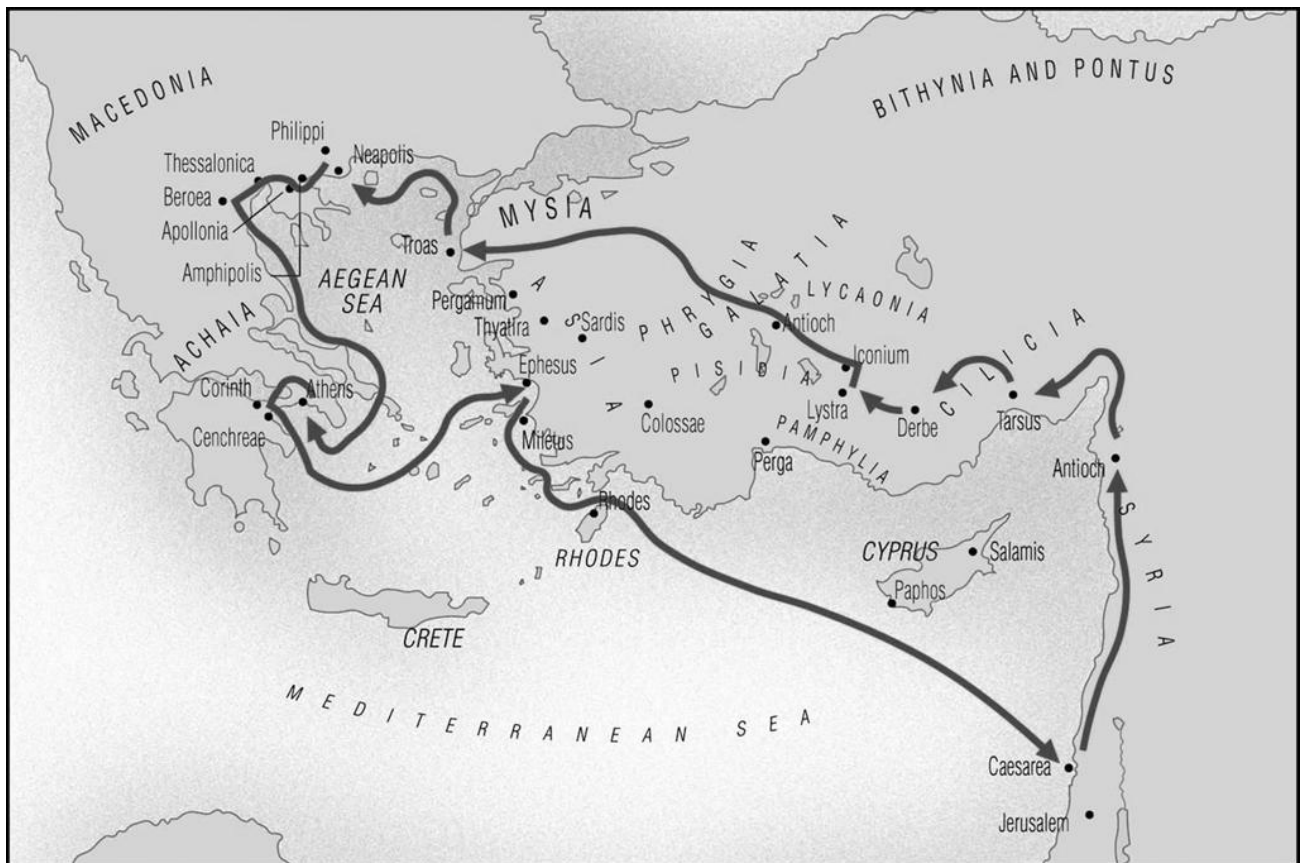 BITHYNIA AND PONTUS
MACEDONIA
Philippi
Neapolis
Thessalonica
Beroea
Apollonia
Amphipolis
MYSIA
Troas
AEGEAN
SEA
PHRYGIA
GALATIA
LYCAONIA
Pergamum
Thyatira
ASIA
Sardis
Antioch
ACHAIA
Ephesus
PISIDIA
Iconium
CILICIA
Corinth
Athens
Cenchreae
Miletus
Colossae
Lystra
Derbe
Tarsus
PAMPHYLIA
Perga
Antioch
Rhodes
RHODES
SYRIA
CYPRUS
Salamis
Paphos
CRETE
MEDITERRANEAN SEA
Caesarea
Jerusalem